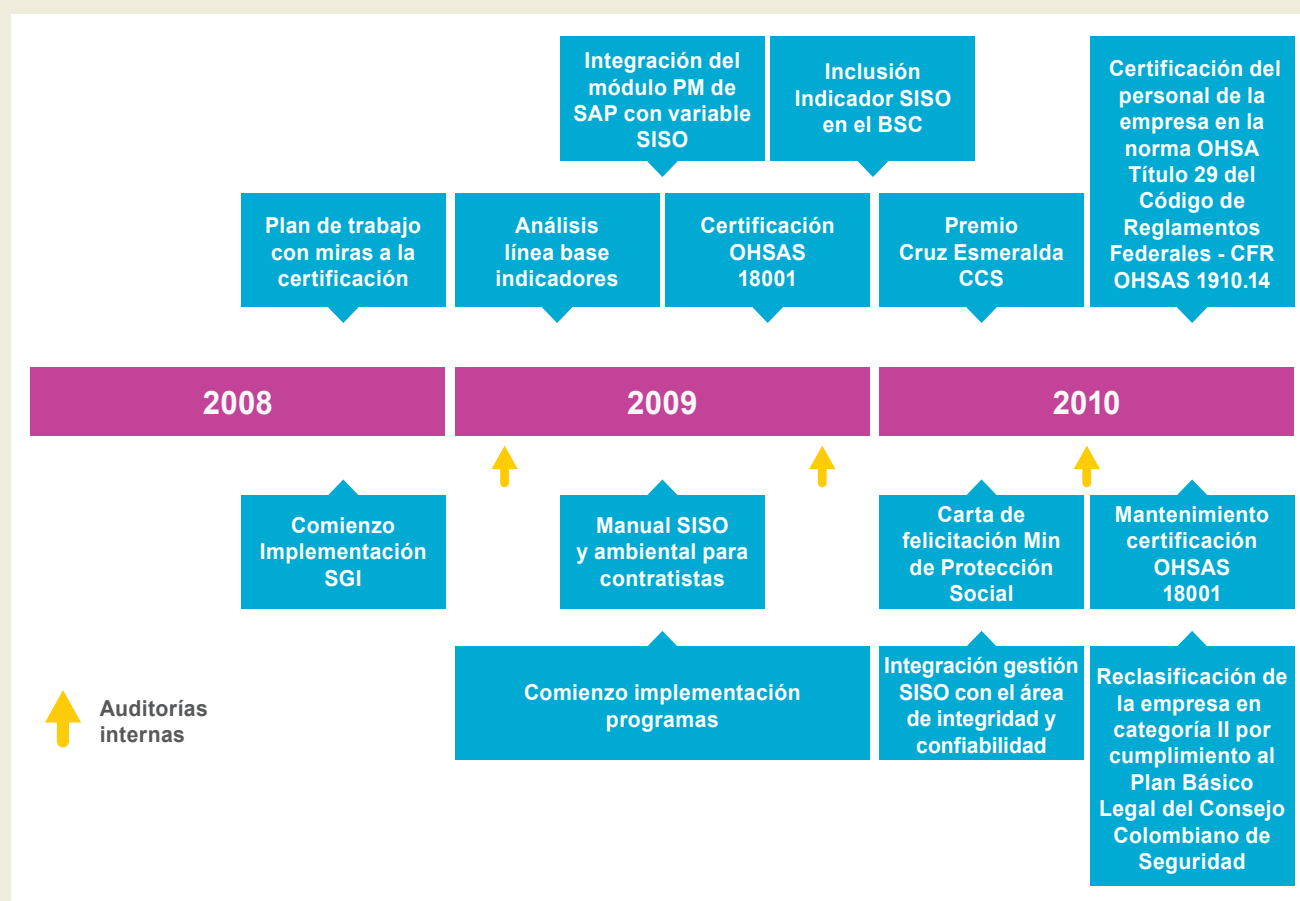 Integración del
módulo PM de
SAP con variable
SISO
Inclusión
Indicador SISO
en el BSC
Certificación del
personal de la
empresa en la
norma OHSA
Título 29 del
Código de
Reglamentos
Federales - CFR
OHSAS 1910.14
Plan de trabajo
con miras a la
certificación
Análisis
línea base
indicadores
Certificación
OHSAS
18001
Premio
Cruz Esmeralda
CCS
2008
2009
2010
Comienzo
Implementación
SGI
Manual SISO
y ambiental para
contratistas
Carta de
felicitación Min
de Protección
Social
Mantenimiento
certificación
OHSAS
18001
Comienzo implementación
programas
Integración gestión
SISO con el área
de integridad y
confiabilidad
Reclasificación de
la empresa en
categoría II por
cumplimiento al
Plan Básico
Legal del Consejo
Colombiano de
Seguridad
Auditorías
internas